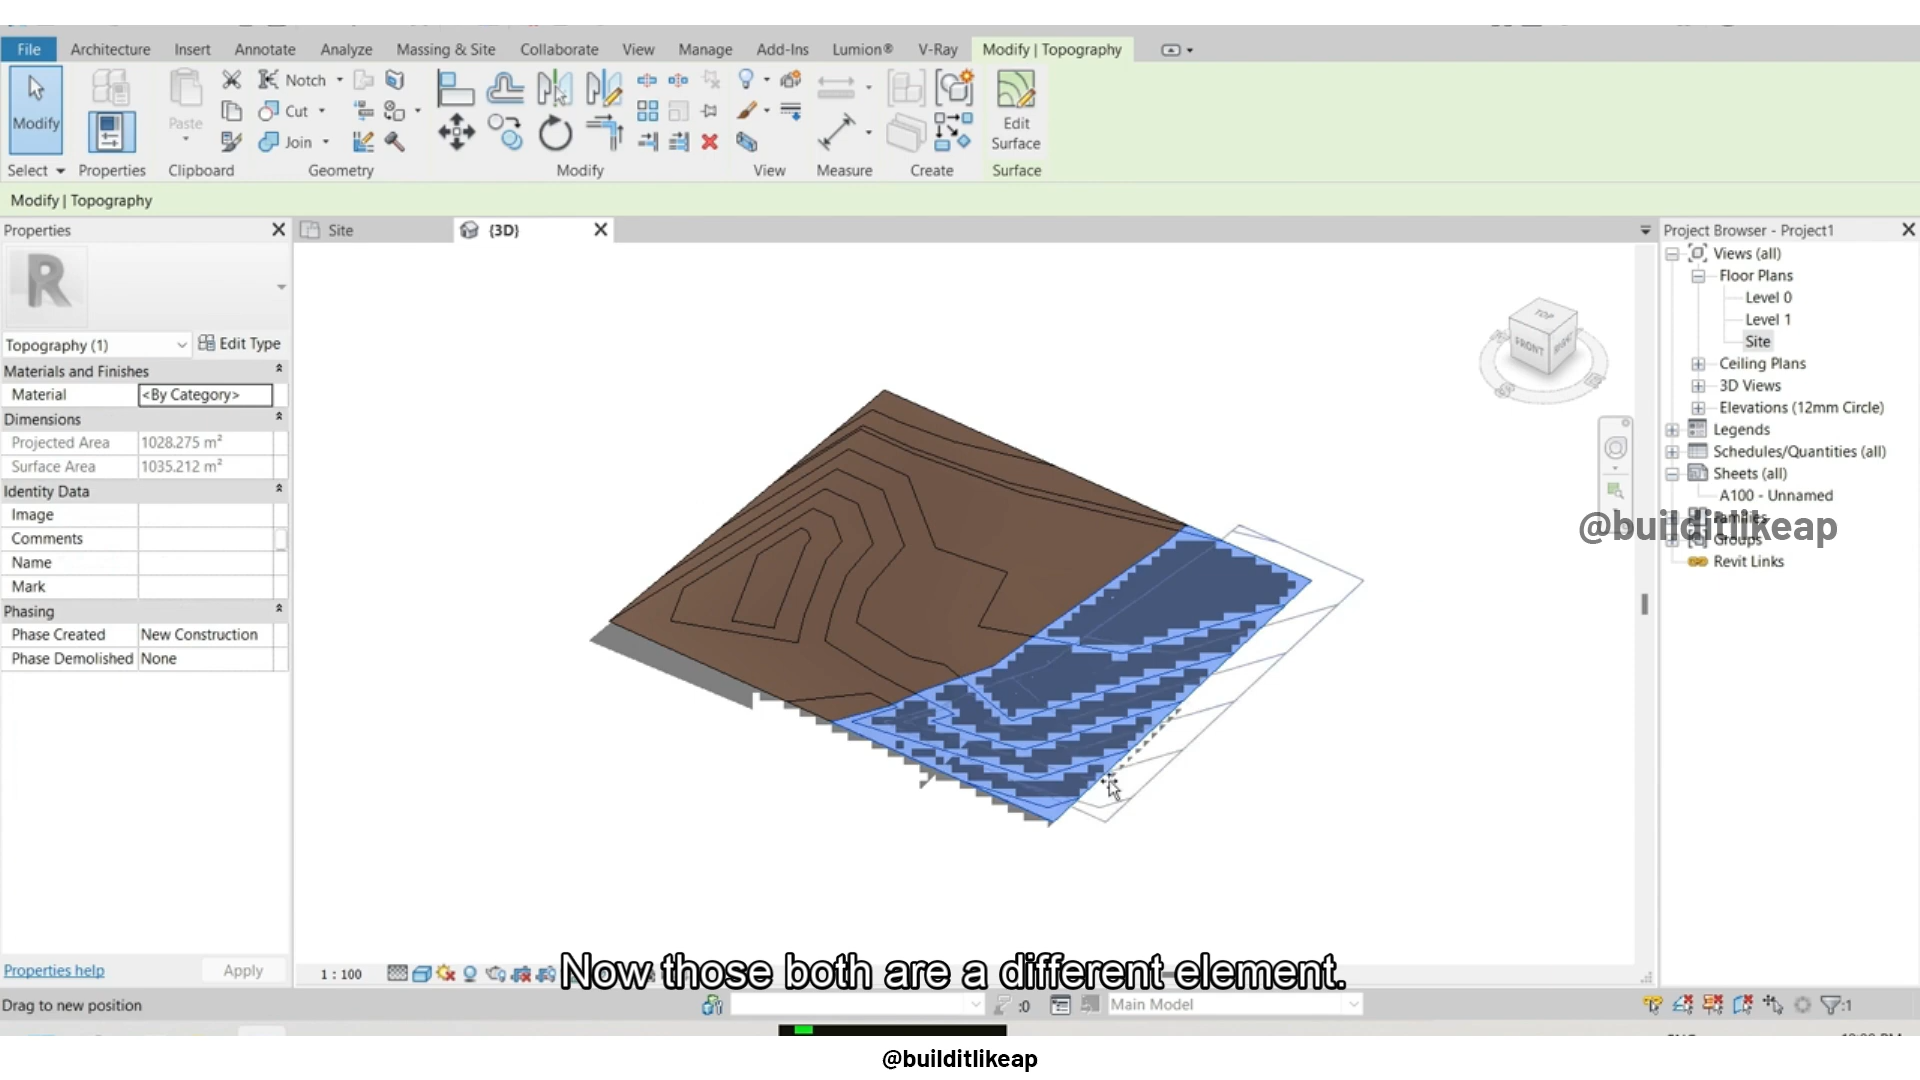 File Architecture Insert Annotate Analyze Massing & Site Collaborate View Manage Add-Ins Lumion® V-Ray Modify | Topography
Notch
Modify Paste Cut Edit
Join Surface
Select Properties Clipboard Geometry Modify View Measure Create Surface
Modify | Topography
Properties
Topography (1) Edit Type
Materials and Finishes
Material <By Category>
Dimensions
Projected Area 1028.275 m²
Surface Area 1035.212 m²
Identity Data
Image
Comments
Name
Mark
Phasing
Phase Created New Construction
Phase Demolished None
Properties help Apply
Site {3D}
TOP
FRONT
RIGHT
Project Browser - Project1
Views (all)
Floor Plans
Level 0
Level 1
Site
Ceiling Plans
3D Views
Elevations (12mm Circle)
Legends
Schedules/Quantities (all)
Sheets (all)
A100 - Unnamed
Families
@builditlikeap
Groups
Revit Links
1 : 100
Now those both are a different element.
Drag to new position :0 Main Model :1
@builditlikeap